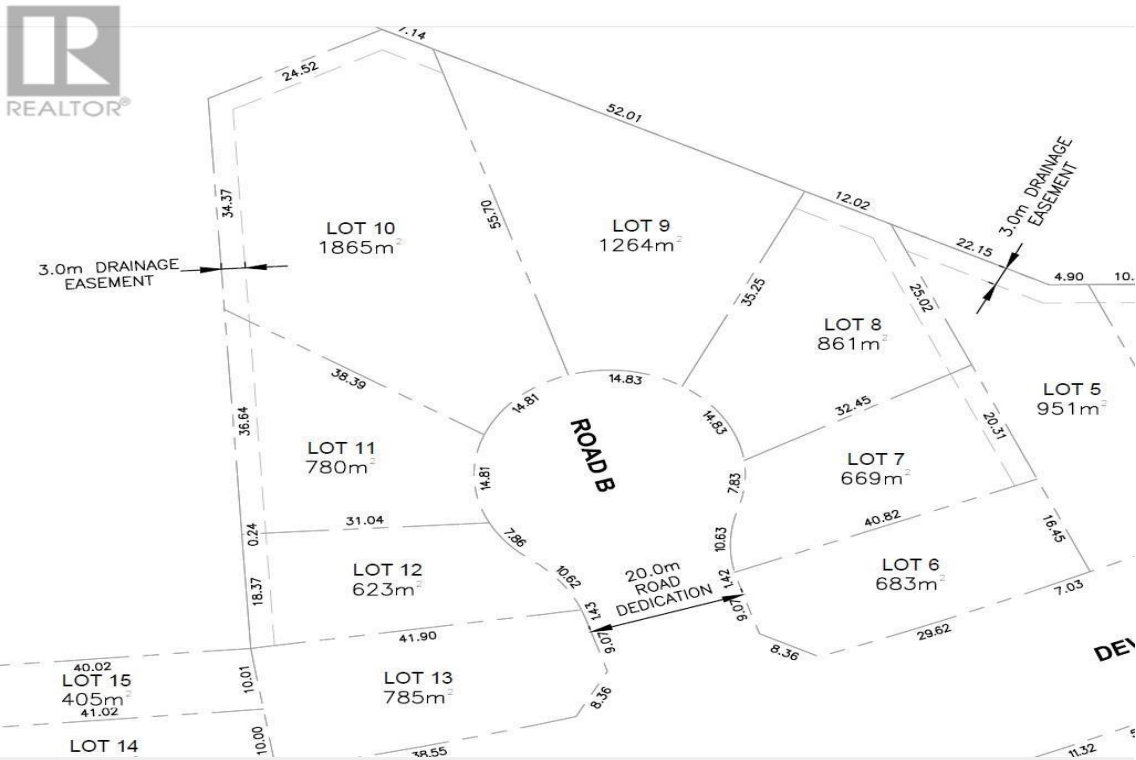 REALTOR®
7.14
24.52
52.01
34.37
55.70
12.02
3.0m DRAINAGE
EASEMENT
22.15
4.90
10.
LOT 10
1865m²
LOT 9
1264m²
3.0m DRAINAGE
EASEMENT
35.25
25.02
LOT 8
861m²
38.39
14.81
14.83
14.83
32.45
LOT 5
951m²
20.31
36.64
LOT 11
780m²
14.81
ROAD B
7.83
LOT 7
669m²
31.04
0.24
7.86
10.63
40.82
16.45
LOT 12
623m²
18.37
10.62
1.43
9.07
20.0m
ROAD
DEDICATION
1.42
9.07
LOT 6
683m²
7.03
41.90
29.62
8.36
DEV
40.02
LOT 15
405m²
41.02
10.01
LOT 13
785m²
8.36
LOT 14
10.00
38.55
11.32